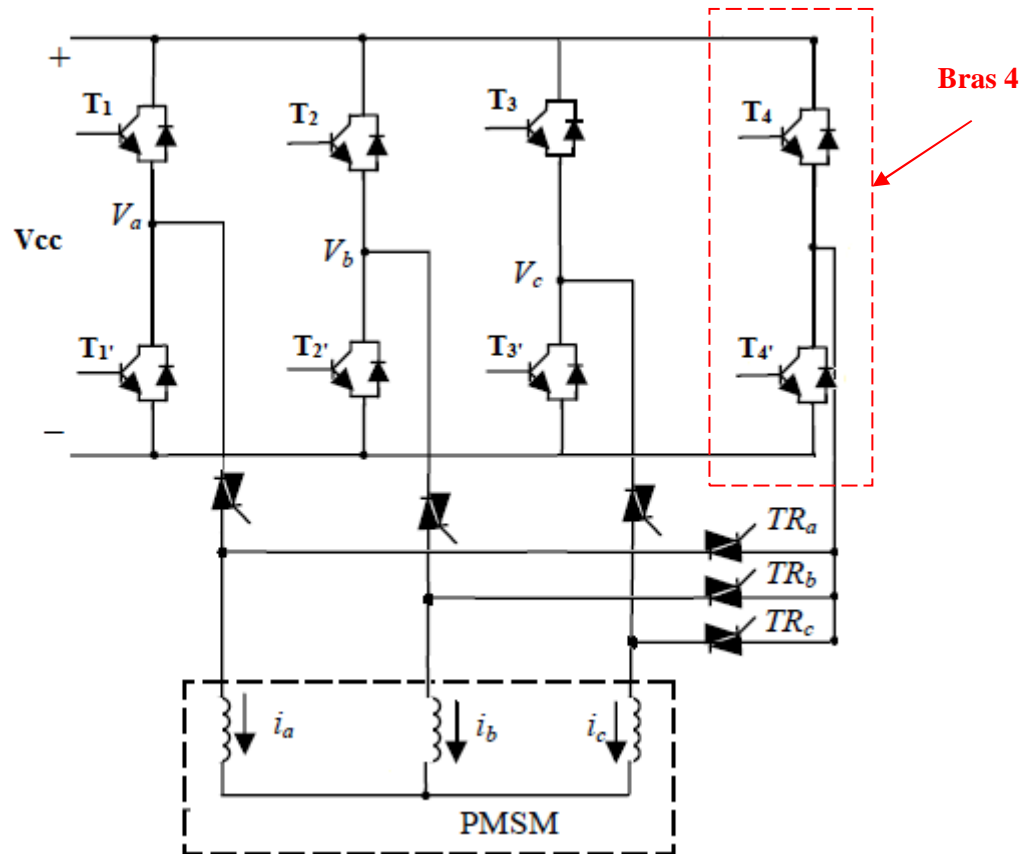 +
T1
T2
T3
T4
Bras 4
Va
Vb
Vc
Vcc
T1'
T2'
T3'
T4'
−
TRa
TRb
TRc
ia
ib
ic
PMSM